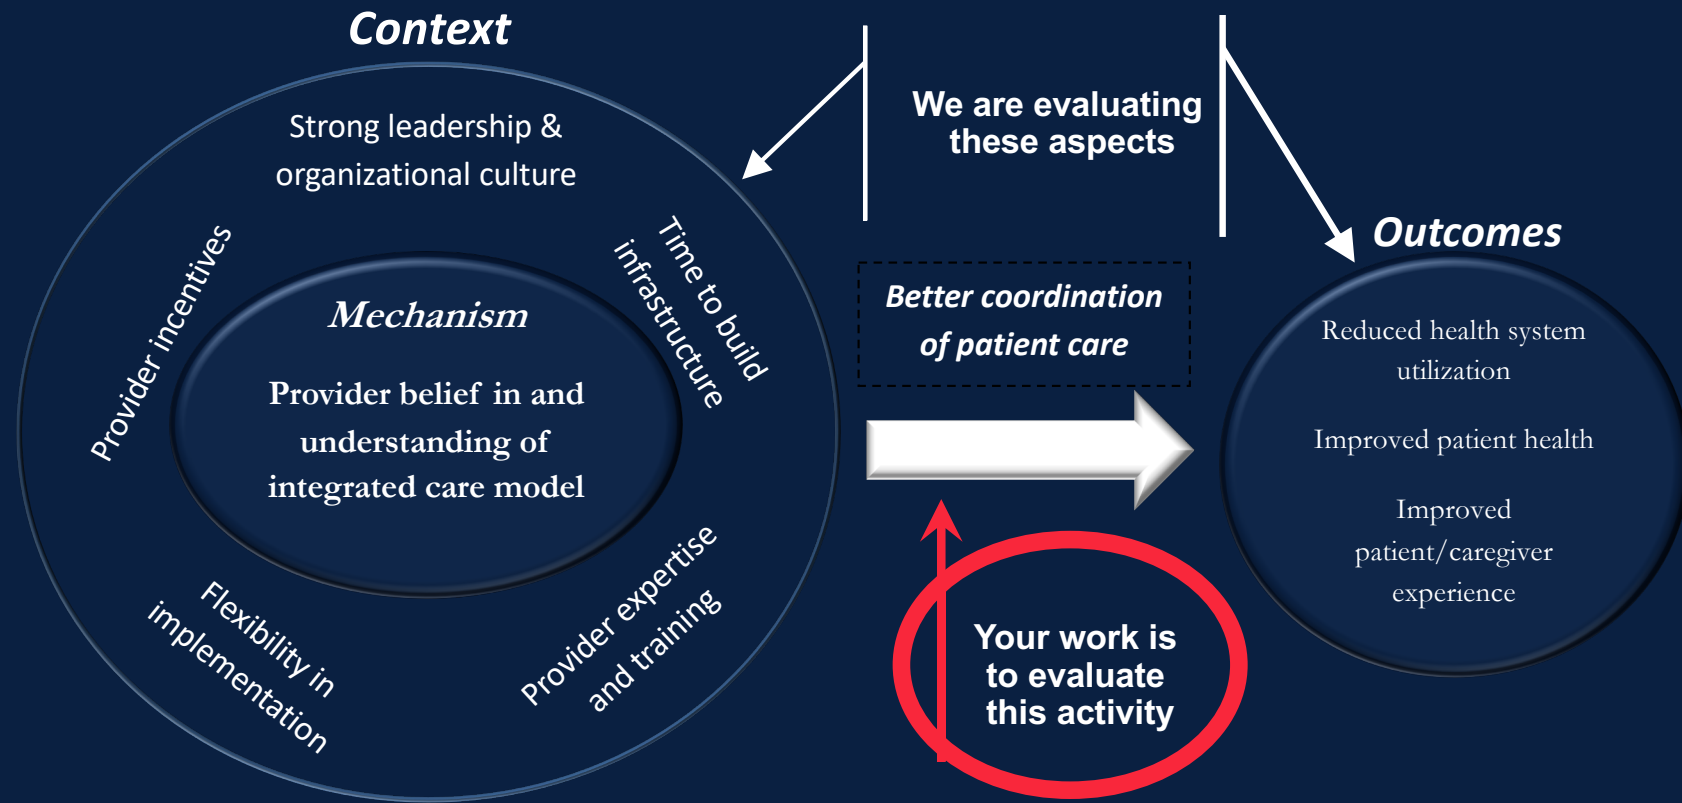 Context
Strong leadership &
organizational culture
Provider incentives
Time to build
infrastructure
Mechanism
Provider belief in and
understanding of
integrated care model
Flexibility in
implementation
Provider expertise
and training
We are evaluating
these aspects
Better coordination
of patient care
Your work is
to evaluate
this activity
Outcomes
Reduced health system
utilization
Improved patient health
Improved
patient/caregiver
experience